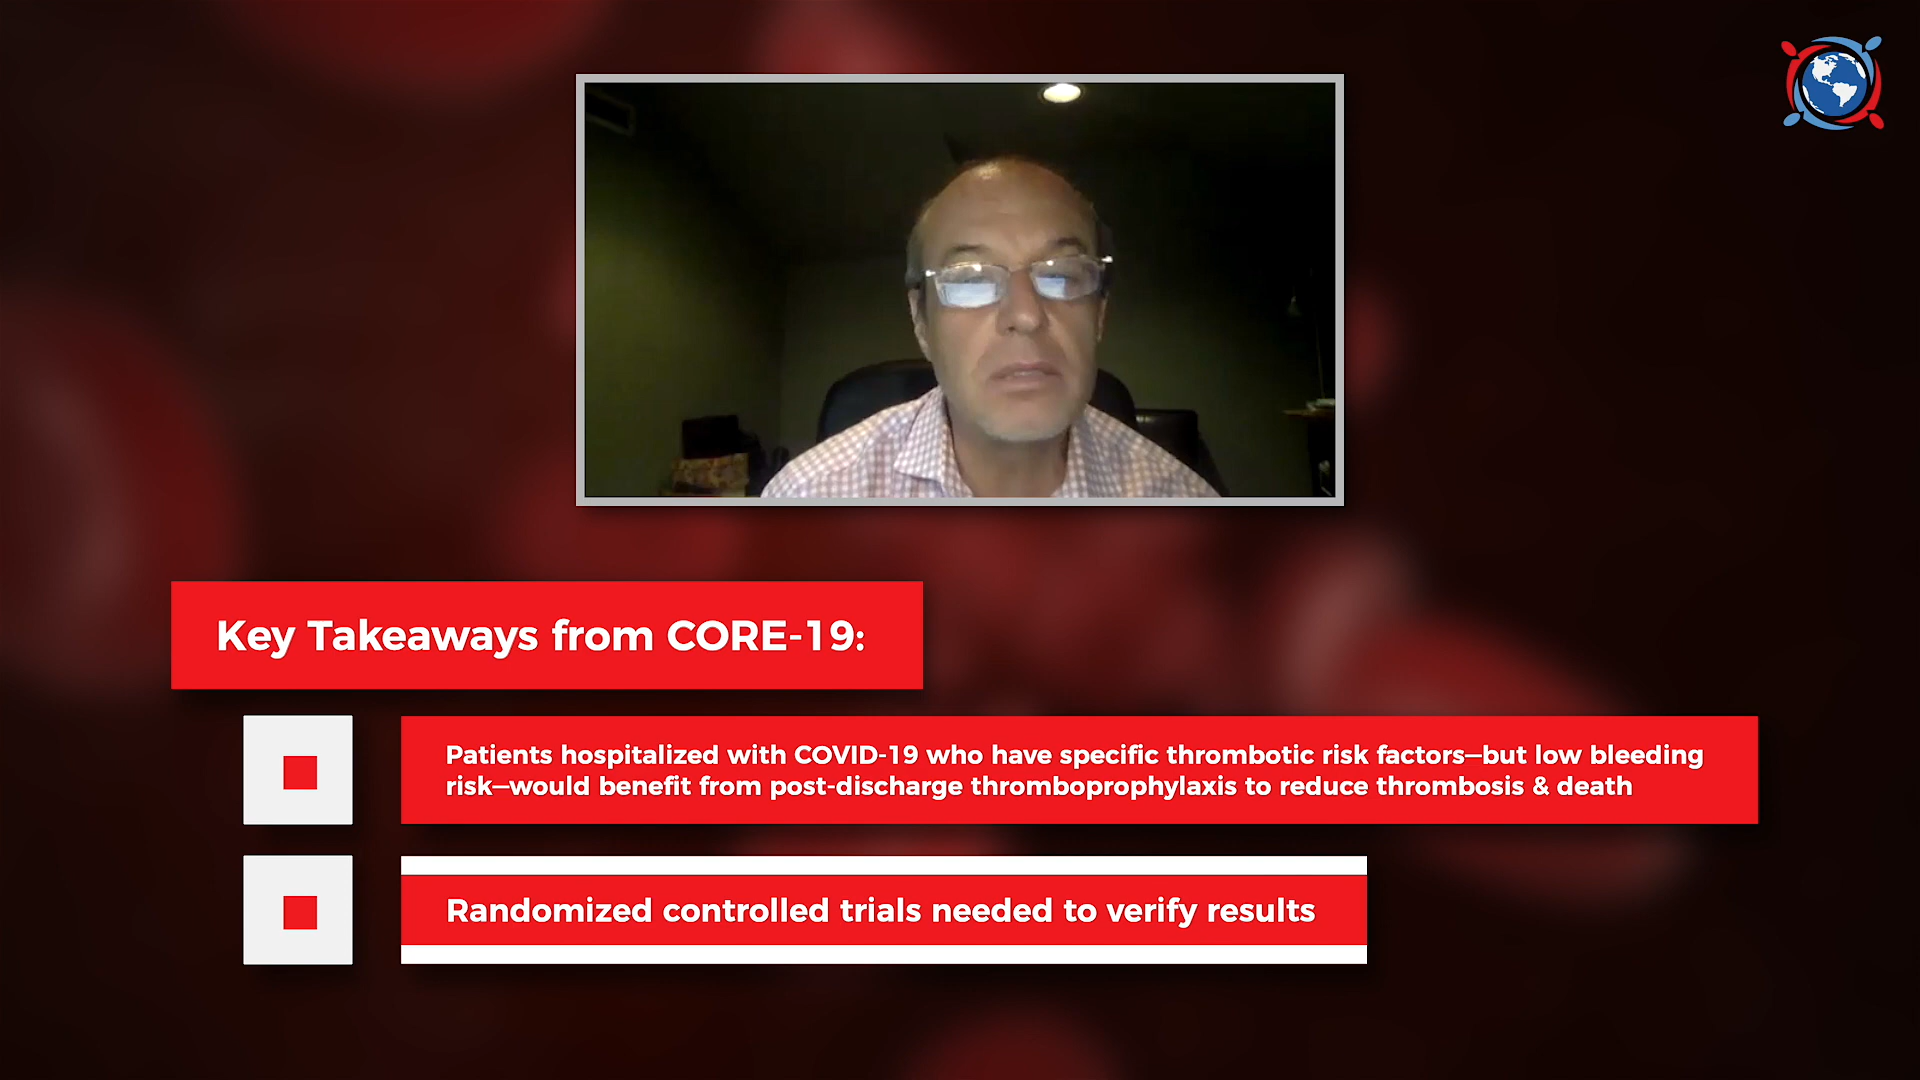 Key Takeaways from CORE-19:
Patients hospitalized with COVID-19 who have specific thrombotic risk factors—but low bleeding
risk—would benefit from post-discharge thromboprophylaxis to reduce thrombosis & death
Randomized controlled trials needed to verify results